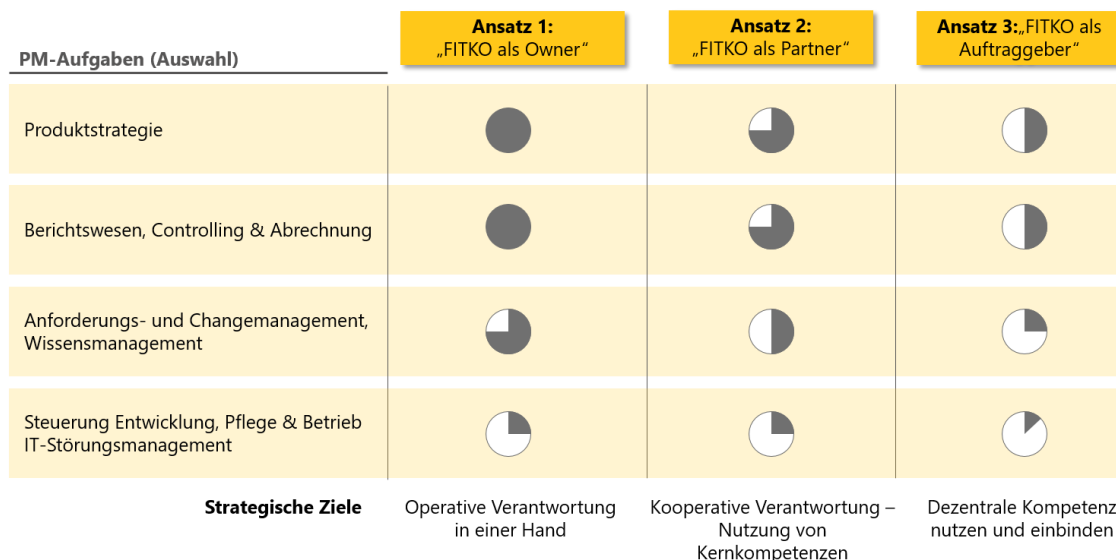 PM-Aufgaben (Auswahl)
Ansatz 1:
„FITKO als Owner“
Ansatz 2:
„FITKO als Partner“
Ansatz 3:„FITKO als
Auftraggeber“
Produktstrategie
Berichtswesen, Controlling & Abrechnung
Anforderungs- und Changemanagement,
Wissensmanagement
Steuerung Entwicklung, Pflege & Betrieb
IT-Störungsmanagement
Strategische Ziele
Operative Verantwortung
in einer Hand
Kooperative Verantwortung –
Nutzung von
Kernkompetenzen
Dezentrale Kompetenz
nutzen und einbinden